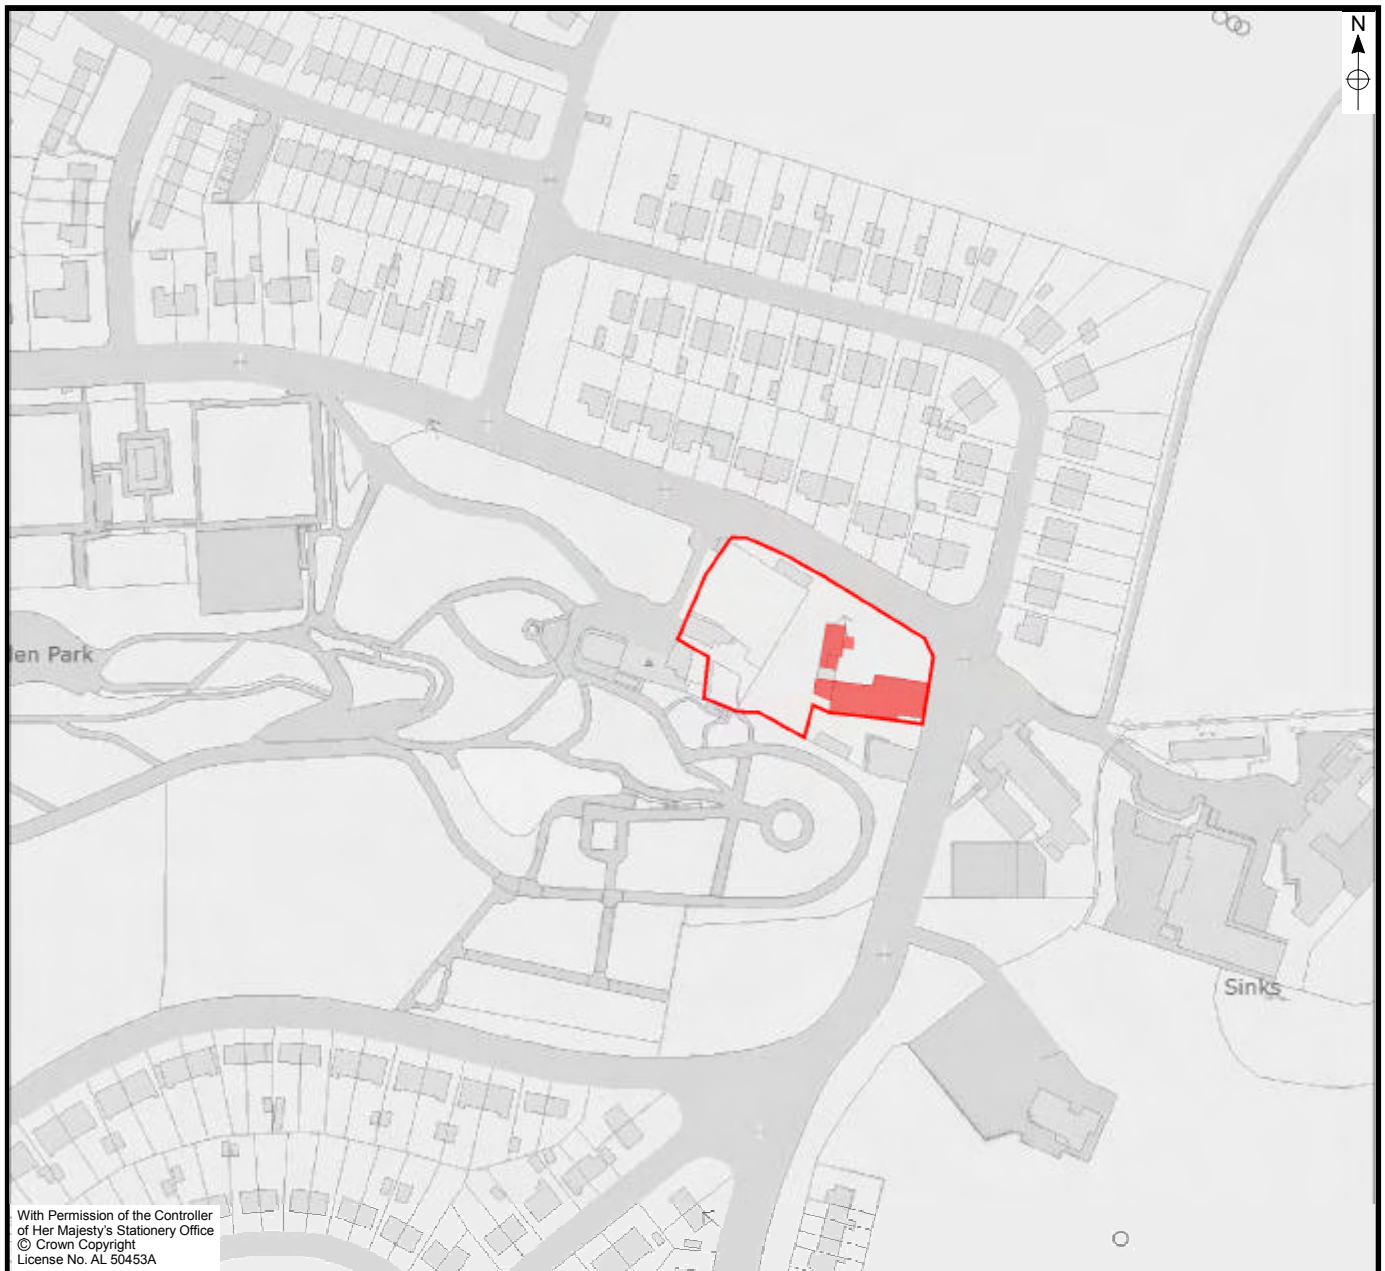 N
len Park
Sinks
With Permission of the Controller
of Her Majesty's Stationery Office
© Crown Copyright
License No. AL 50453A